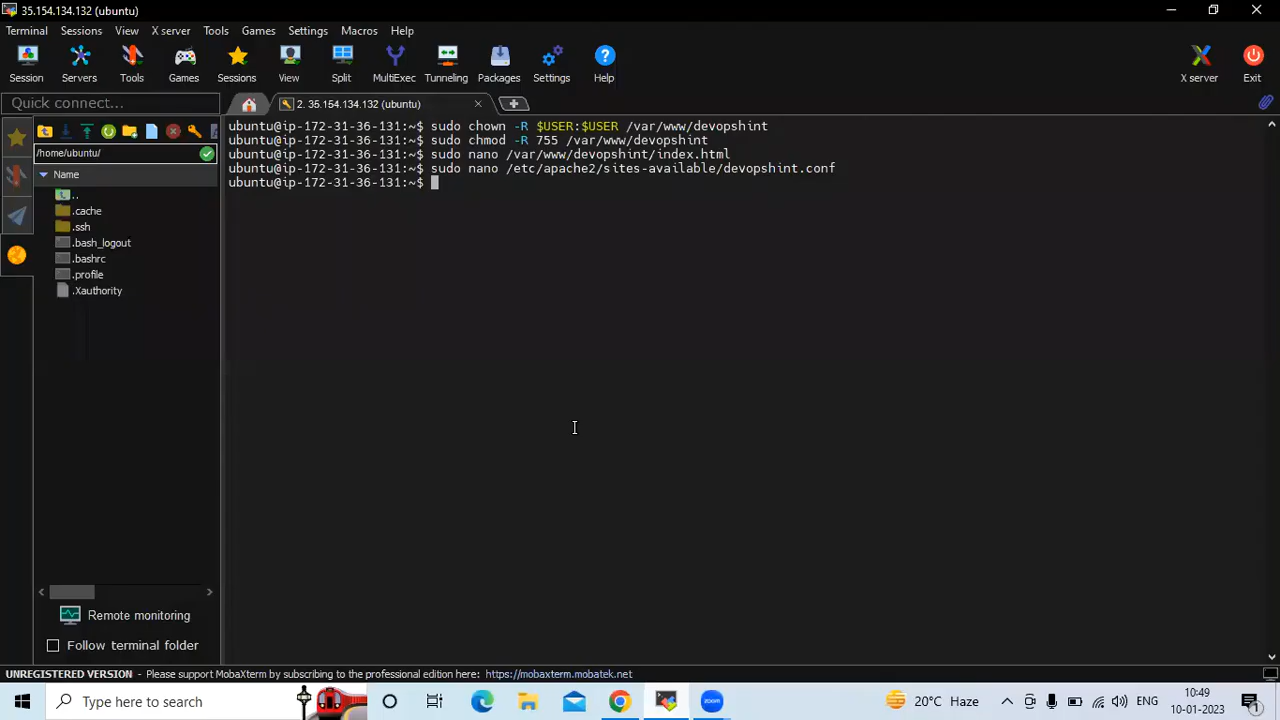 35.154.134.132 (ubuntu)
Terminal Sessions View X server Tools Games Settings Macros Help
Session Servers Tools Games Sessions View Split MultiExec Tunneling Packages Settings Help X server Exit
Quick connect...
2. 35.154.134.132 (ubuntu)
/home/ubuntu/
Name
..
.cache
.ssh
.bash_logout
.bashrc
.profile
.Xauthority
ubuntu@ip-172-31-36-131:~$ sudo chown -R $USER:$USER /var/www/devopshint
ubuntu@ip-172-31-36-131:~$ sudo chmod -R 755 /var/www/devopshint
ubuntu@ip-172-31-36-131:~$ sudo nano /var/www/devopshint/index.html
ubuntu@ip-172-31-36-131:~$ sudo nano /etc/apache2/sites-available/devopshint.conf
ubuntu@ip-172-31-36-131:~$
Remote monitoring
Follow terminal folder
UNREGISTERED VERSION - Please support MobaXterm by subscribing to the professional edition here: https://mobaxterm.mobatek.net
Type here to search
zoom
20°C Haze
ENG
10:49
10-01-2023
1